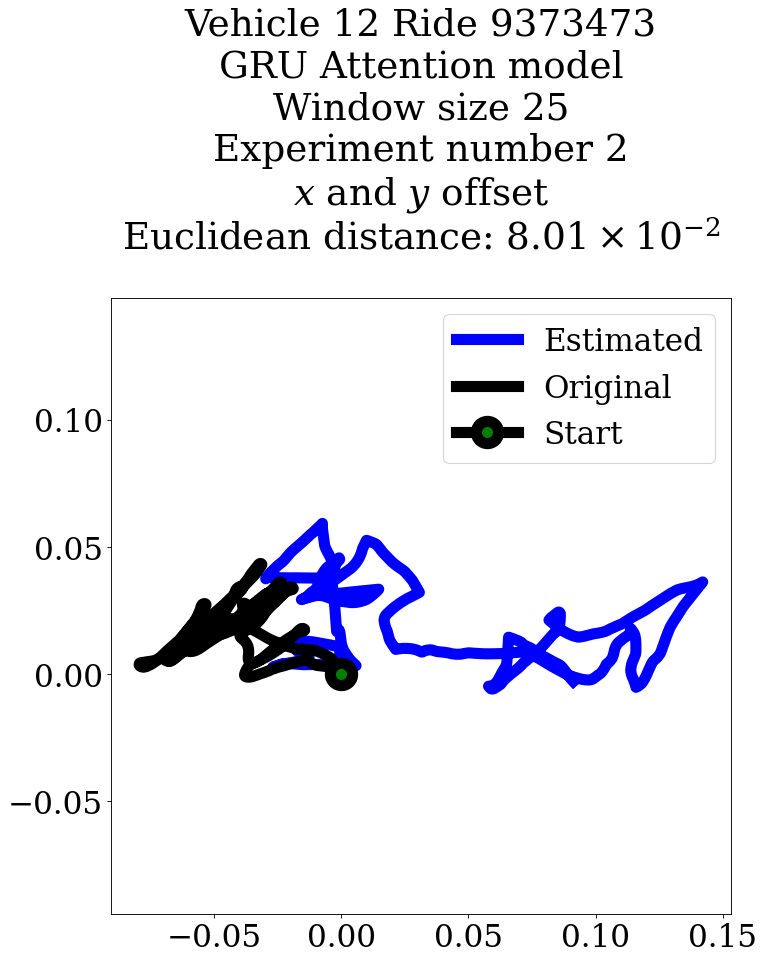 Vehicle 12 Ride 9373473
GRU Attention model
Window size 25
Experiment number 2
x and y offset
Euclidean distance: 8.01 × 10⁻²
Estimated
Original
Start
0.10
0.05
0.00
−0.05
−0.05 0.00 0.05 0.10 0.15